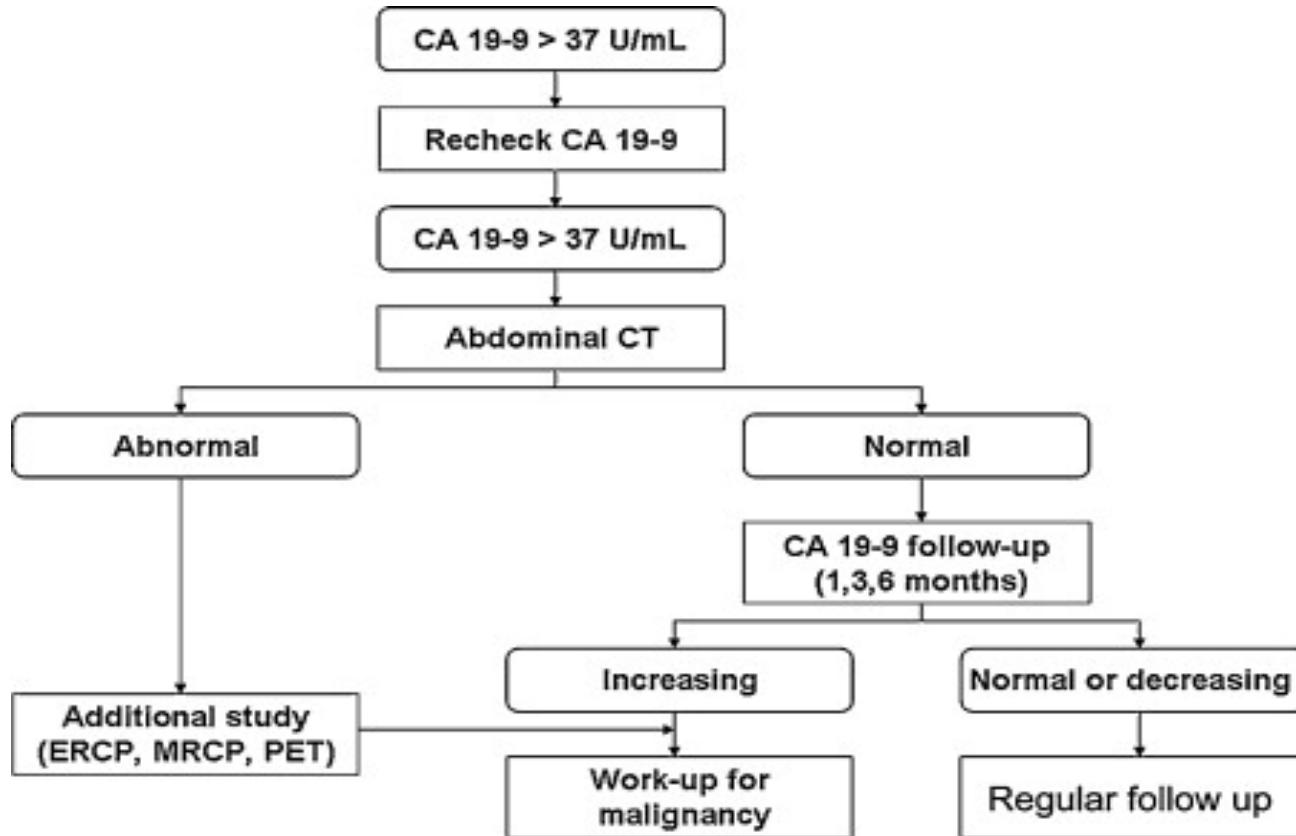 CA 19-9 > 37 U/mL
Recheck CA 19-9
CA 19-9 > 37 U/mL
Abdominal CT
Abnormal
Normal
CA 19-9 follow-up
(1,3,6 months)
Increasing
Normal or decreasing
Additional study
(ERCP, MRCP, PET)
Work-up for
malignancy
Regular follow up